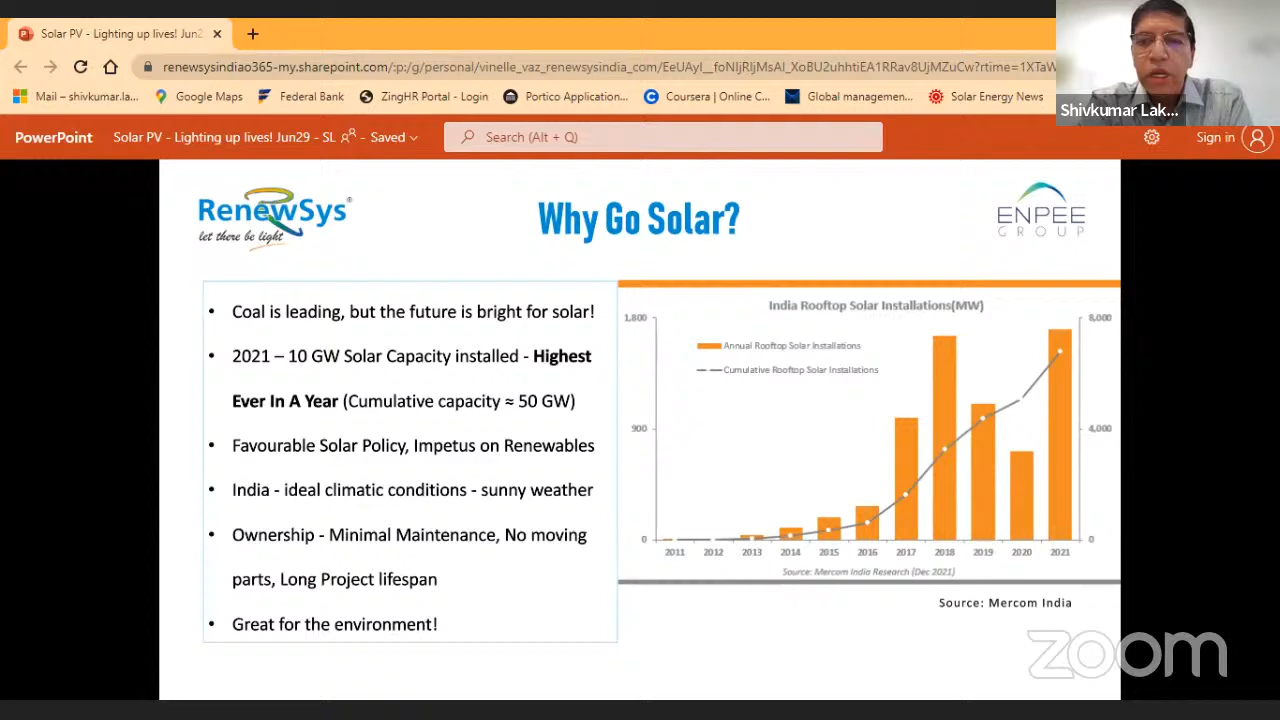 Solar PV - Lighting up lives! Jun2
renewsysindiao365-my.sharepoint.com/:p:/g/personal/vinelle_vaz_renewsysindia_com/
Mail – shivkumar.la... Google Maps Federal Bank ZingHR Portal - Login Portico Application... Coursera | Online C... Global managemen... Solar Energy News
Shivkumar Lak...
PowerPoint Solar PV - Lighting up lives! Jun29 - SL - Saved Search (Alt + Q) Sign in
RenewSys®
let there be light
Why Go Solar?
ENPEE
GROUP
• Coal is leading, but the future is bright for solar!
• 2021 – 10 GW Solar Capacity installed - Highest
Ever In A Year (Cumulative capacity ≈ 50 GW)
• Favourable Solar Policy, Impetus on Renewables
• India - ideal climatic conditions - sunny weather
• Ownership - Minimal Maintenance, No moving
parts, Long Project lifespan
• Great for the environment!
India Rooftop Solar Installations(MW)
1,800 8,000
Annual Rooftop Solar Installations
Cumulative Rooftop Solar Installations
900 4,000
0 0
2011 2012 2013 2014 2015 2016 2017 2018 2019 2020 2021
Source: Mercom India Research (Dec 2021)
Source: Mercom India
zoom